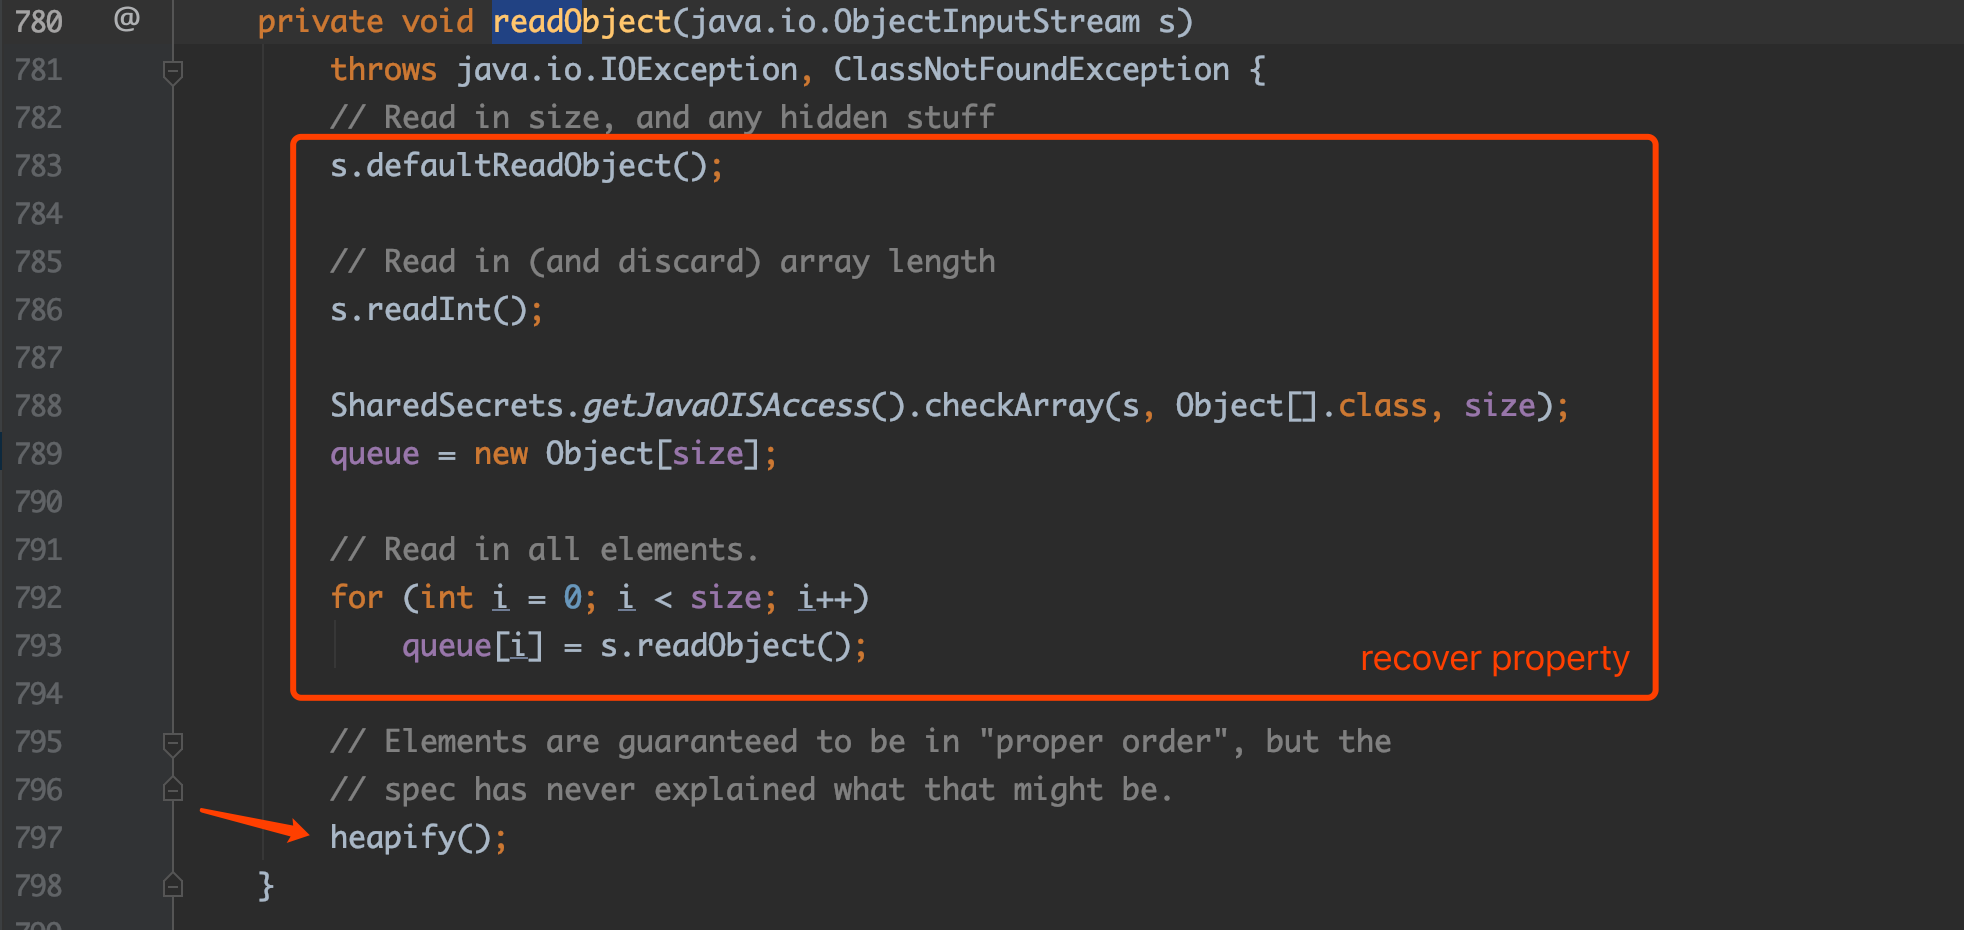 780 @ private void readObject(java.io.ObjectInputStream s)
781 throws java.io.IOException, ClassNotFoundException {
782 // Read in size, and any hidden stuff
783 s.defaultReadObject();
784
785 // Read in (and discard) array length
786 s.readInt();
787
788 SharedSecrets.getJavaOISAccess().checkArray(s, Object[].class, size);
789 queue = new Object[size];
790
791 // Read in all elements.
792 for (int i = 0; i < size; i++)
793 queue[i] = s.readObject();
recover property
794
795 // Elements are guaranteed to be in "proper order", but the
796 // spec has never explained what that might be.
797 heapify();
798 }